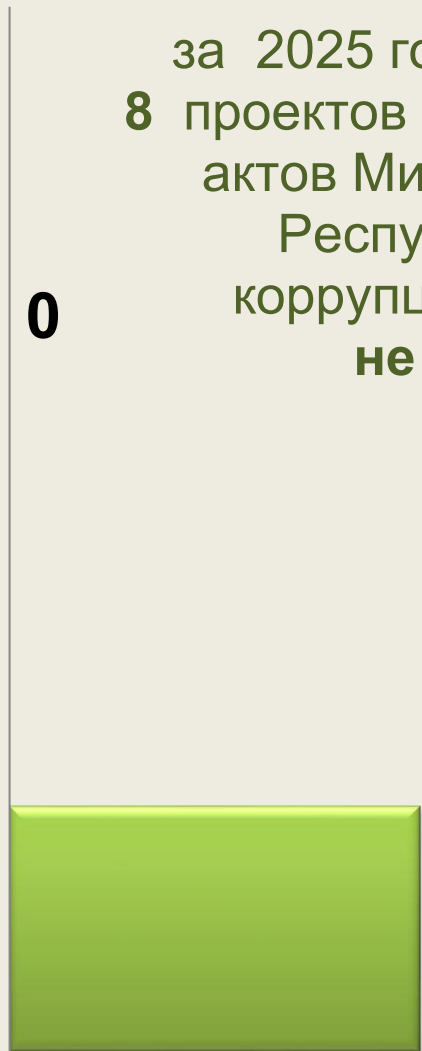 за 2025 го
8 проектов
актов Ми
Респу
0
коррупц
не